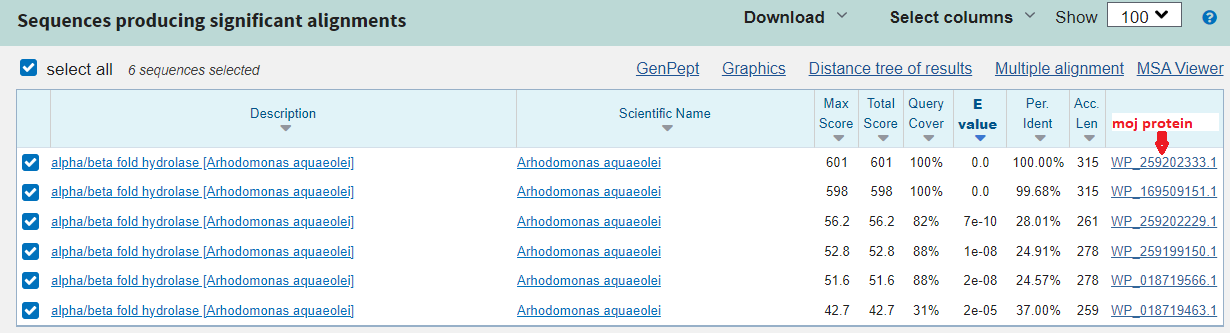 Sequences producing significant alignments Download Select columns Show 100 ?
select all 6 sequences selected GenPept Graphics Distance tree of results Multiple alignment MSA Viewer
Description Scientific Name Max Score Total Score Query Cover E value Per. Ident Acc. Len moj protein
alpha/beta fold hydrolase [Arhodomonas aquaeolei] Arhodomonas aquaeolei 601 601 100% 0.0 100.00% 315 WP_259202333.1
alpha/beta fold hydrolase [Arhodomonas aquaeolei] Arhodomonas aquaeolei 598 598 100% 0.0 99.68% 315 WP_169509151.1
alpha/beta fold hydrolase [Arhodomonas aquaeolei] Arhodomonas aquaeolei 56.2 56.2 82% 7e-10 28.01% 261 WP_259202229.1
alpha/beta fold hydrolase [Arhodomonas aquaeolei] Arhodomonas aquaeolei 52.8 52.8 88% 1e-08 24.91% 278 WP_259199150.1
alpha/beta fold hydrolase [Arhodomonas aquaeolei] Arhodomonas aquaeolei 51.6 51.6 88% 2e-08 24.57% 278 WP_018719566.1
alpha/beta fold hydrolase [Arhodomonas aquaeolei] Arhodomonas aquaeolei 42.7 42.7 31% 2e-05 37.00% 259 WP_018719463.1